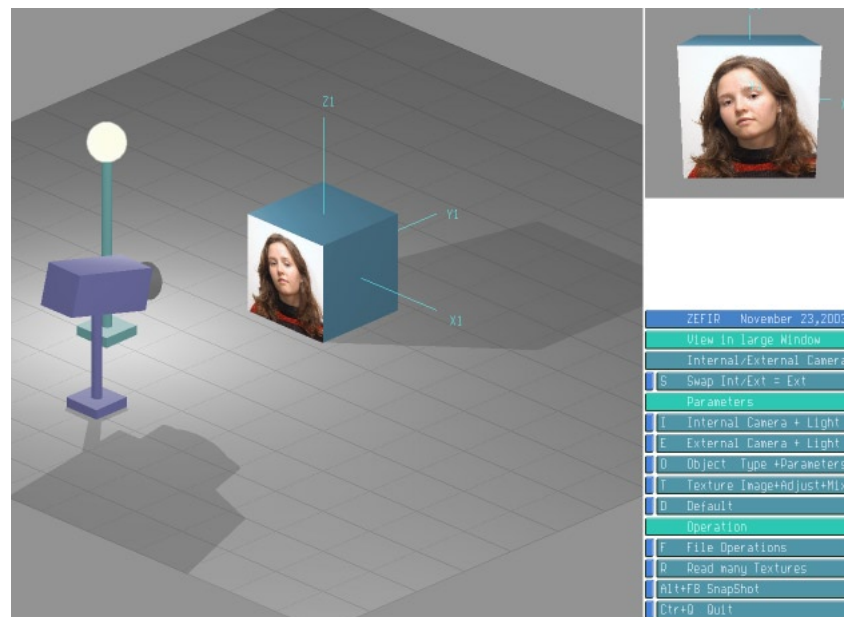 Z1
Y1
X1
ZEFIR November 23,2003
View in large Window
Internal/External Camera
S Swap Int/Ext = Ext
Parameters
I Internal Camera + Light
E External Camera + Light
O Object Type +Parameters
T Texture Image+Adjust+Mix
D Default
Operation
F File Operations
R Read many Textures
Alt+F8 SnapShot
Ctr+Q Quit